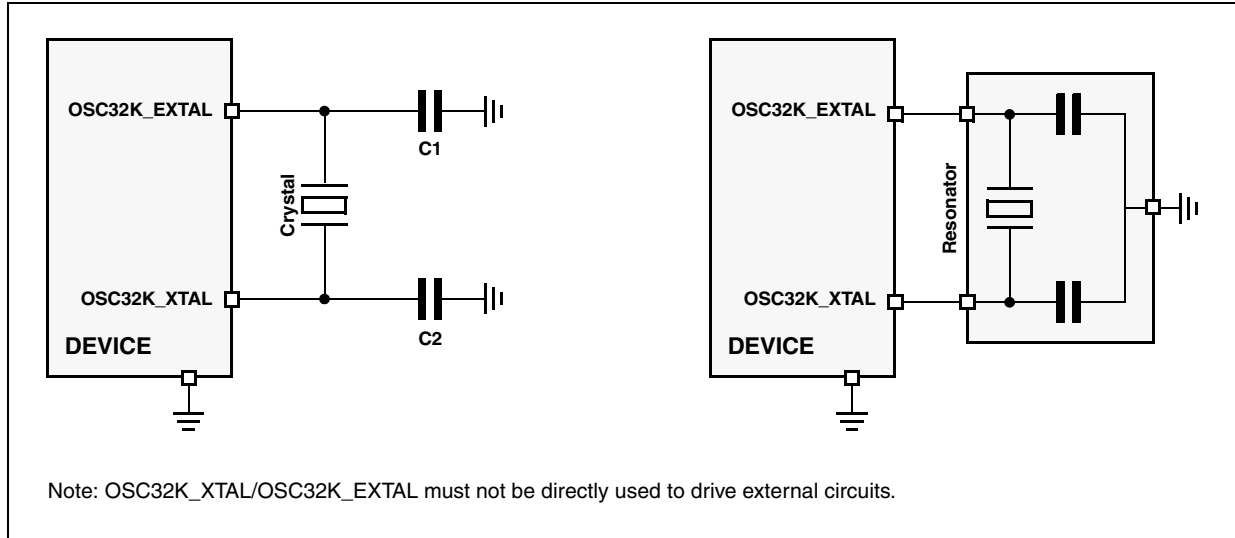 OSC32K_EXTAL
C1
Crystal
OSC32K_XTAL
C2
DEVICE
OSC32K_EXTAL
Resonator
OSC32K_XTAL
DEVICE
Note: OSC32K_XTAL/OSC32K_EXTAL must not be directly used to drive external circuits.